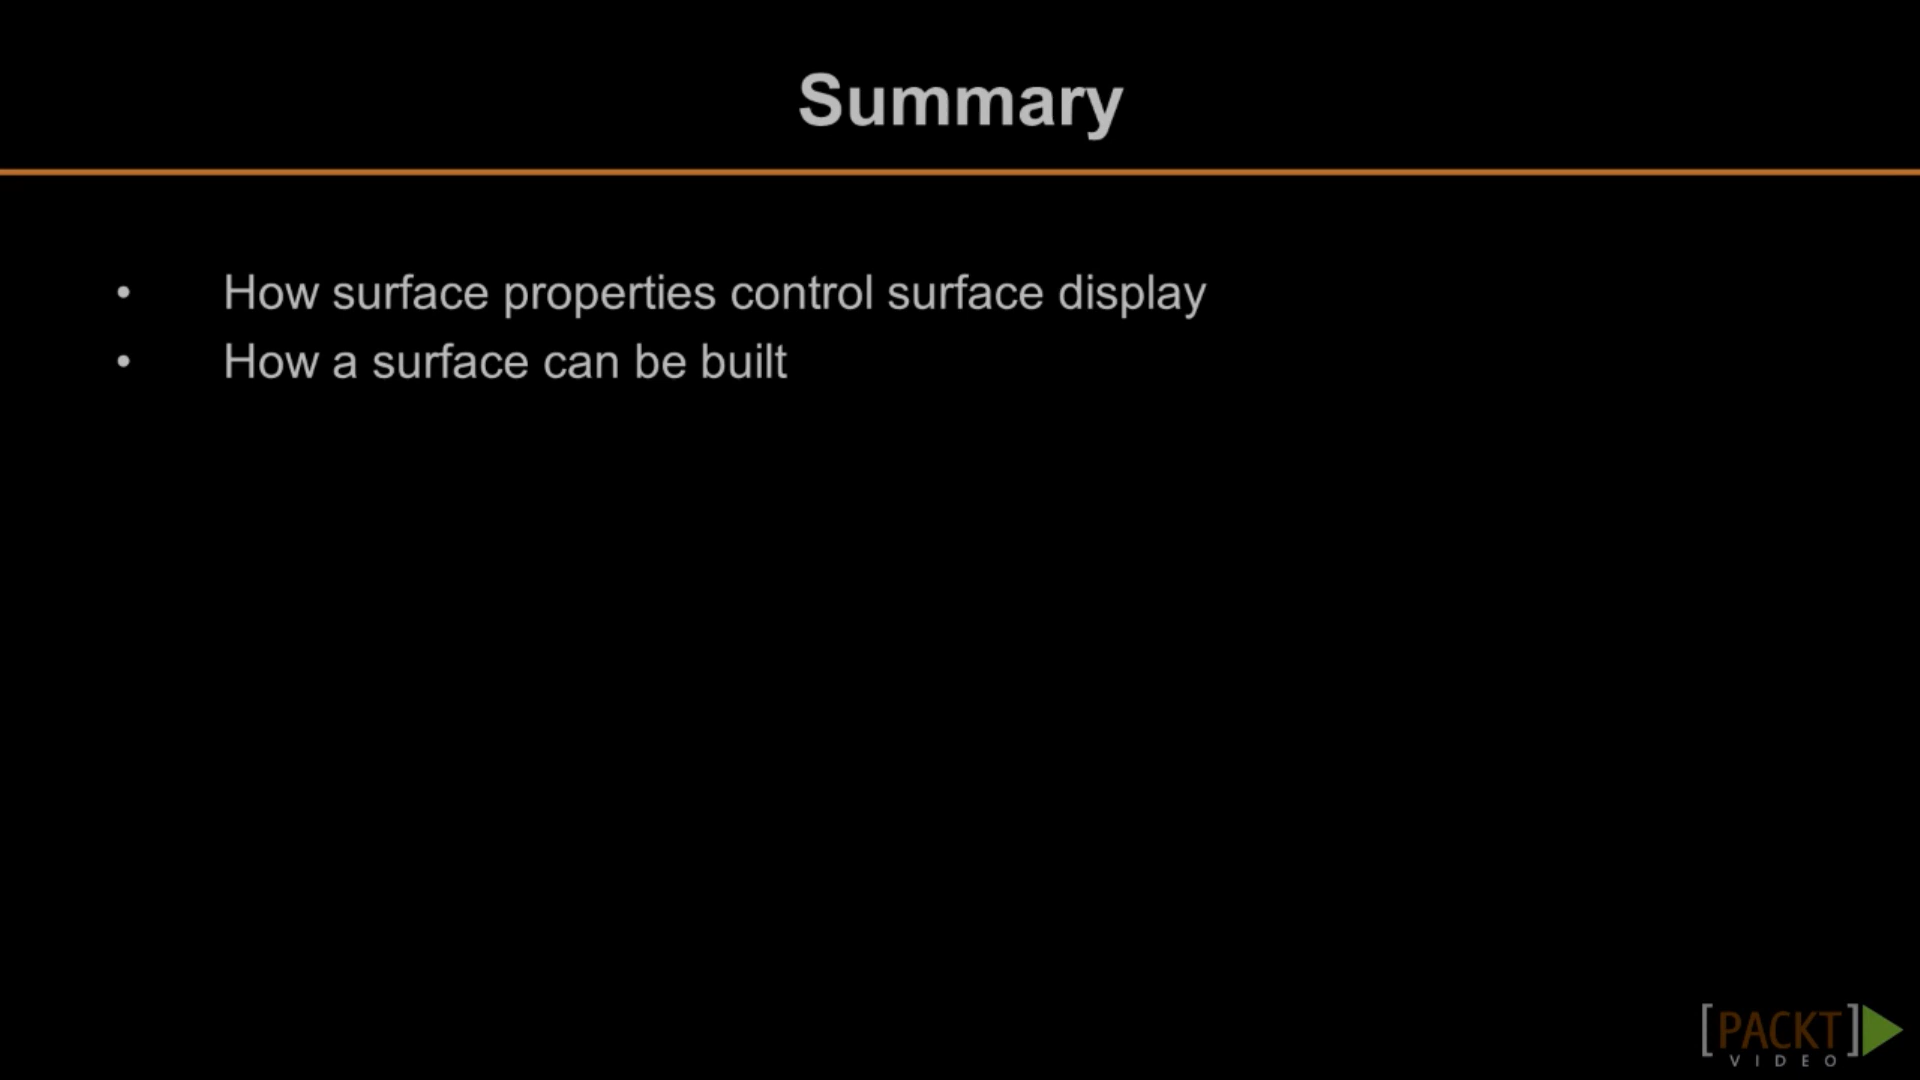 Summary
• How surface properties control surface display
• How a surface can be built
[PACKT]
VIDEO